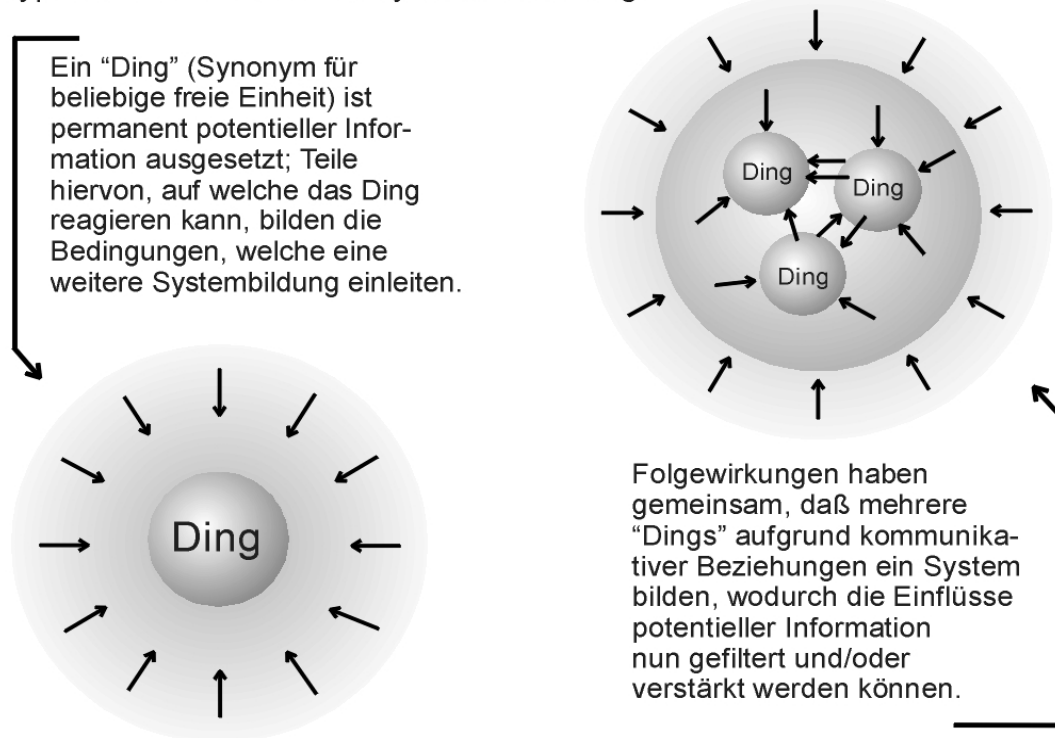 Ein “Ding” (Synonym für
beliebige freie Einheit) ist
permanent potentieller Infor-
mation ausgesetzt; Teile
hiervon, auf welche das Ding
reagieren kann, bilden die
Bedingungen, welche eine
weitere Systembildung einleiten.
Ding
Ding
Ding
Ding
Folgewirkungen haben
gemeinsam, daß mehrere
“Dings” aufgrund kommunika-
tiver Beziehungen ein System
bilden, wodurch die Einflüsse
potentieller Information
nun gefiltert und/oder
verstärkt werden können.